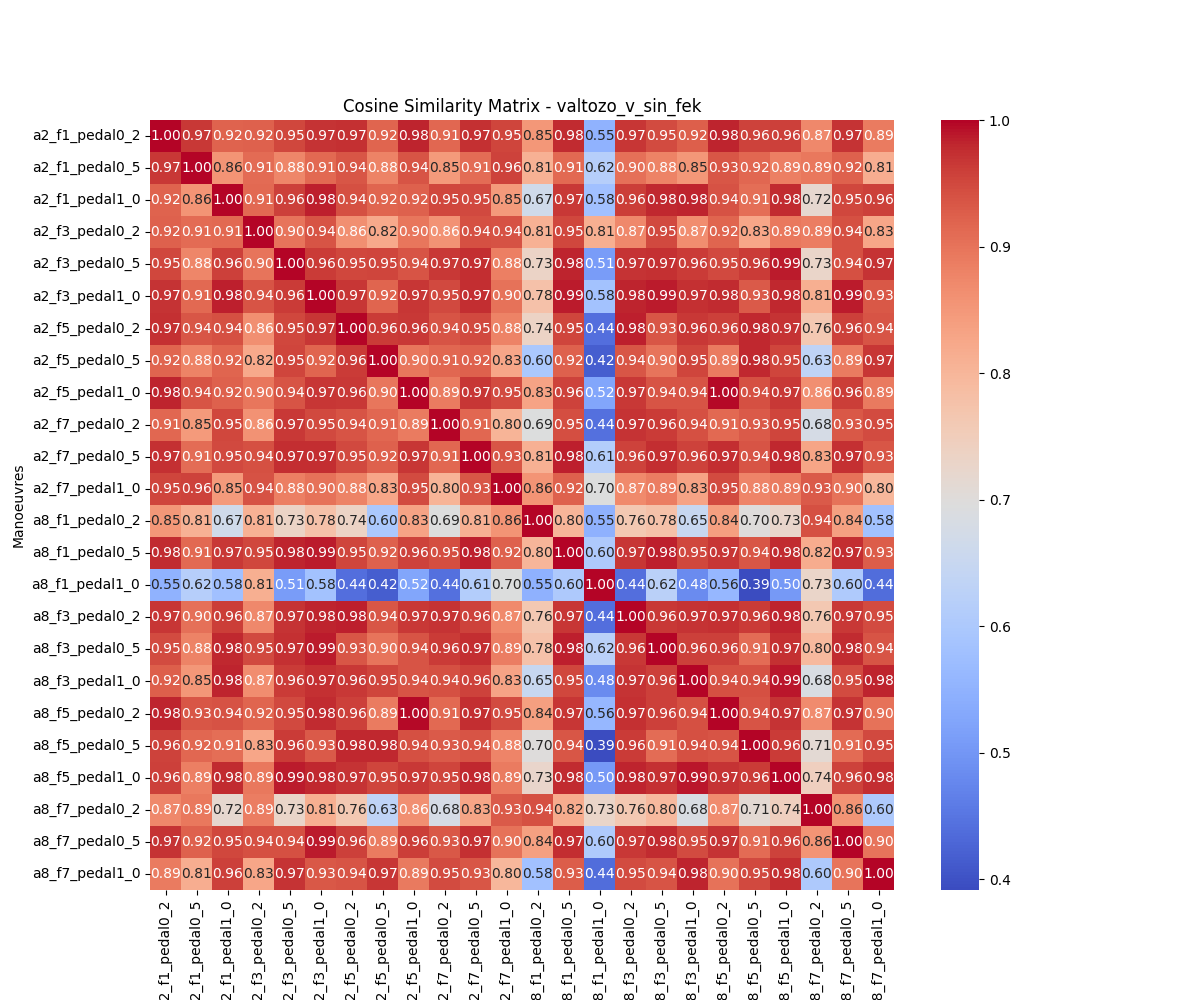 Cosine Similarity Matrix - valtozo_v_sin_fek
Manoeuvres
a2_f1_pedal0_2 1.00 0.97 0.92 0.92 0.95 0.97 0.97 0.92 0.98 0.91 0.97 0.95 0.85 0.98 0.55 0.97 0.95 0.92 0.98 0.96 0.96 0.87 0.97 0.89
a2_f1_pedal0_5 0.97 1.00 0.86 0.91 0.88 0.91 0.94 0.88 0.94 0.85 0.91 0.96 0.81 0.91 0.62 0.90 0.88 0.85 0.93 0.92 0.89 0.89 0.92 0.81
a2_f1_pedal1_0 0.92 0.86 1.00 0.91 0.96 0.98 0.94 0.92 0.92 0.95 0.95 0.85 0.67 0.97 0.58 0.96 0.98 0.98 0.94 0.91 0.98 0.72 0.95 0.96
a2_f3_pedal0_2 0.92 0.91 0.91 1.00 0.90 0.94 0.86 0.82 0.90 0.86 0.94 0.94 0.81 0.95 0.81 0.87 0.95 0.87 0.92 0.83 0.89 0.89 0.94 0.83
a2_f3_pedal0_5 0.95 0.88 0.96 0.90 1.00 0.96 0.95 0.95 0.94 0.97 0.97 0.88 0.73 0.98 0.51 0.97 0.97 0.96 0.95 0.96 0.99 0.73 0.94 0.97
a2_f3_pedal1_0 0.97 0.91 0.98 0.94 0.96 1.00 0.97 0.92 0.97 0.95 0.97 0.90 0.78 0.99 0.58 0.98 0.99 0.97 0.98 0.93 0.98 0.81 0.99 0.93
a2_f5_pedal0_2 0.97 0.94 0.94 0.86 0.95 0.97 1.00 0.96 0.96 0.94 0.95 0.88 0.74 0.95 0.44 0.98 0.93 0.96 0.96 0.98 0.97 0.76 0.96 0.94
a2_f5_pedal0_5 0.92 0.88 0.92 0.82 0.95 0.92 0.96 1.00 0.90 0.91 0.92 0.83 0.60 0.92 0.42 0.94 0.90 0.95 0.89 0.98 0.95 0.63 0.89 0.97
a2_f5_pedal1_0 0.98 0.94 0.92 0.90 0.94 0.97 0.96 0.90 1.00 0.89 0.97 0.95 0.83 0.96 0.52 0.97 0.94 0.94 1.00 0.94 0.97 0.86 0.96 0.89
a2_f7_pedal0_2 0.91 0.85 0.95 0.86 0.97 0.95 0.94 0.91 0.89 1.00 0.91 0.80 0.69 0.95 0.44 0.97 0.96 0.94 0.91 0.93 0.95 0.68 0.93 0.95
a2_f7_pedal0_5 0.97 0.91 0.95 0.94 0.97 0.97 0.95 0.92 0.97 0.91 1.00 0.93 0.81 0.98 0.61 0.96 0.97 0.96 0.97 0.94 0.98 0.83 0.97 0.93
a2_f7_pedal1_0 0.95 0.96 0.85 0.94 0.88 0.90 0.88 0.83 0.95 0.80 0.93 1.00 0.86 0.92 0.70 0.87 0.89 0.83 0.95 0.88 0.89 0.93 0.90 0.80
a8_f1_pedal0_2 0.85 0.81 0.67 0.81 0.73 0.78 0.74 0.60 0.83 0.69 0.81 0.86 1.00 0.80 0.55 0.76 0.78 0.65 0.84 0.70 0.73 0.94 0.84 0.58
a8_f1_pedal0_5 0.98 0.91 0.97 0.95 0.98 0.99 0.95 0.92 0.96 0.95 0.98 0.92 0.80 1.00 0.60 0.97 0.98 0.95 0.97 0.94 0.98 0.82 0.97 0.93
a8_f1_pedal1_0 0.55 0.62 0.58 0.81 0.51 0.58 0.44 0.42 0.52 0.44 0.61 0.70 0.55 0.60 1.00 0.44 0.62 0.48 0.56 0.39 0.50 0.73 0.60 0.44
a8_f3_pedal0_2 0.97 0.90 0.96 0.87 0.97 0.98 0.98 0.94 0.97 0.97 0.96 0.87 0.76 0.97 0.44 1.00 0.96 0.97 0.97 0.96 0.98 0.76 0.97 0.95
a8_f3_pedal0_5 0.95 0.88 0.98 0.95 0.97 0.99 0.93 0.90 0.94 0.96 0.97 0.89 0.78 0.98 0.62 0.96 1.00 0.96 0.96 0.91 0.97 0.80 0.98 0.94
a8_f3_pedal1_0 0.92 0.85 0.98 0.87 0.96 0.97 0.96 0.95 0.94 0.94 0.96 0.83 0.65 0.95 0.48 0.97 0.96 1.00 0.94 0.94 0.99 0.68 0.95 0.98
a8_f5_pedal0_2 0.98 0.93 0.94 0.92 0.95 0.98 0.96 0.89 1.00 0.91 0.97 0.95 0.84 0.97 0.56 0.97 0.96 0.94 1.00 0.94 0.97 0.87 0.97 0.90
a8_f5_pedal0_5 0.96 0.92 0.91 0.83 0.96 0.93 0.98 0.98 0.94 0.93 0.94 0.88 0.70 0.94 0.39 0.96 0.91 0.94 0.94 1.00 0.96 0.71 0.91 0.95
a8_f5_pedal1_0 0.96 0.89 0.98 0.89 0.99 0.98 0.97 0.95 0.97 0.95 0.98 0.89 0.73 0.98 0.50 0.98 0.97 0.99 0.97 0.96 1.00 0.74 0.96 0.98
a8_f7_pedal0_2 0.87 0.89 0.72 0.89 0.73 0.81 0.76 0.63 0.86 0.68 0.83 0.93 0.94 0.82 0.73 0.76 0.80 0.68 0.87 0.71 0.74 1.00 0.86 0.60
a8_f7_pedal0_5 0.97 0.92 0.95 0.94 0.94 0.99 0.96 0.89 0.96 0.93 0.97 0.90 0.84 0.97 0.60 0.97 0.98 0.95 0.97 0.91 0.96 0.86 1.00 0.90
a8_f7_pedal1_0 0.89 0.81 0.96 0.83 0.97 0.93 0.94 0.97 0.89 0.95 0.93 0.80 0.58 0.93 0.44 0.95 0.94 0.98 0.90 0.95 0.98 0.60 0.90 1.00
2_f1_pedal0_2
2_f1_pedal0_5
2_f1_pedal1_0
2_f3_pedal0_2
2_f3_pedal0_5
2_f3_pedal1_0
2_f5_pedal0_2
2_f5_pedal0_5
2_f5_pedal1_0
2_f7_pedal0_2
2_f7_pedal0_5
2_f7_pedal1_0
8_f1_pedal0_2
8_f1_pedal0_5
8_f1_pedal1_0
8_f3_pedal0_2
8_f3_pedal0_5
8_f3_pedal1_0
8_f5_pedal0_2
8_f5_pedal0_5
8_f5_pedal1_0
8_f7_pedal0_2
8_f7_pedal0_5
8_f7_pedal1_0
1.0
0.9
0.8
0.7
0.6
0.5
0.4